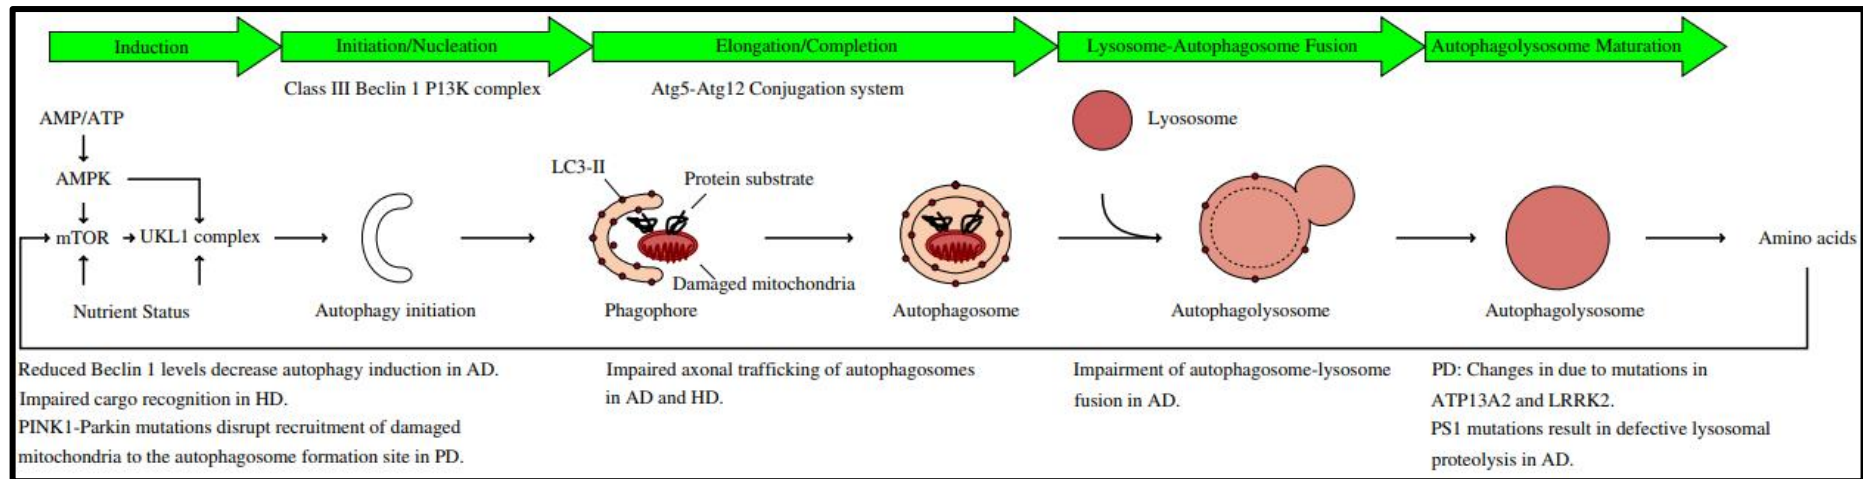 Induction
Initiation/Nucleation
Elongation/Completion
Lysosome-Autophagosome Fusion
Autophagolysosome Maturation
Class III Beclin 1 P13K complex
Atg5-Atg12 Conjugation system
AMP/ATP
Lyososome
LC3-II
AMPK
Protein substrate
mTOR
UKL1 complex
Amino acids
Damaged mitochondria
Nutrient Status
Autophagy initiation
Phagophore
Autophagosome
Autophagolysosome
Autophagolysosome
Reduced Beclin 1 levels decrease autophagy induction in AD.
Impaired cargo recognition in HD.
PINK1-Parkin mutations disrupt recruitment of damaged
mitochondria to the autophagosome formation site in PD.
Impaired axonal trafficking of autophagosomes
in AD and HD.
Impairment of autophagosome-lysosome
fusion in AD.
PD: Changes in due to mutations in
ATP13A2 and LRRK2.
PS1 mutations result in defective lysosomal
proteolysis in AD.